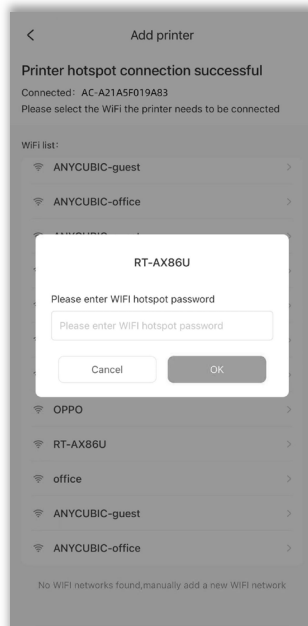 Add printer
Printer hotspot connection successful
Connected: AC-A21A5F019A83
Please select the WiFi the printer needs to be connected
WiFi list:
ANYCUBIC-guest
ANYCUBIC-office
RT-AX86U
Please enter WIFI hotspot password
Please enter WIFI hotspot password
Cancel
OK
OPPO
RT-AX86U
office
ANYCUBIC-guest
ANYCUBIC-office
No WIFI networks found,manually add a new WIFI network